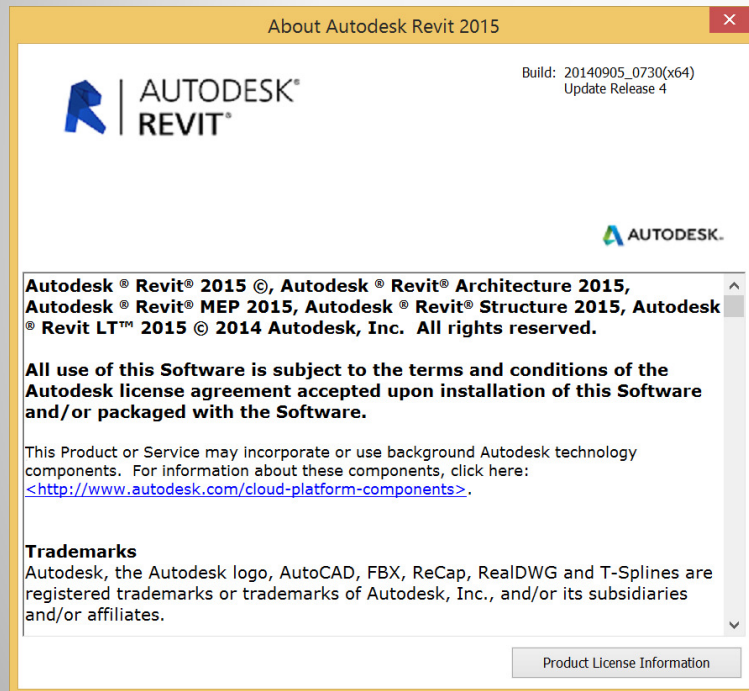 About Autodesk Revit 2015
AUTODESK®
REVIT®
Build: 20140905_0730(x64)
Update Release 4
AUTODESK.
Autodesk ® Revit® 2015 ©, Autodesk ® Revit® Architecture 2015,
Autodesk ® Revit® MEP 2015, Autodesk ® Revit® Structure 2015, Autodesk
® Revit LT™ 2015 © 2014 Autodesk, Inc.  All rights reserved.
All use of this Software is subject to the terms and conditions of the
Autodesk license agreement accepted upon installation of this Software
and/or packaged with the Software.
This Product or Service may incorporate or use background Autodesk technology
components.  For information about these components, click here:
<http://www.autodesk.com/cloud-platform-components>.
Trademarks
Autodesk, the Autodesk logo, AutoCAD, FBX, ReCap, RealDWG and T-Splines are
registered trademarks or trademarks of Autodesk, Inc., and/or its subsidiaries
and/or affiliates.
Product License Information